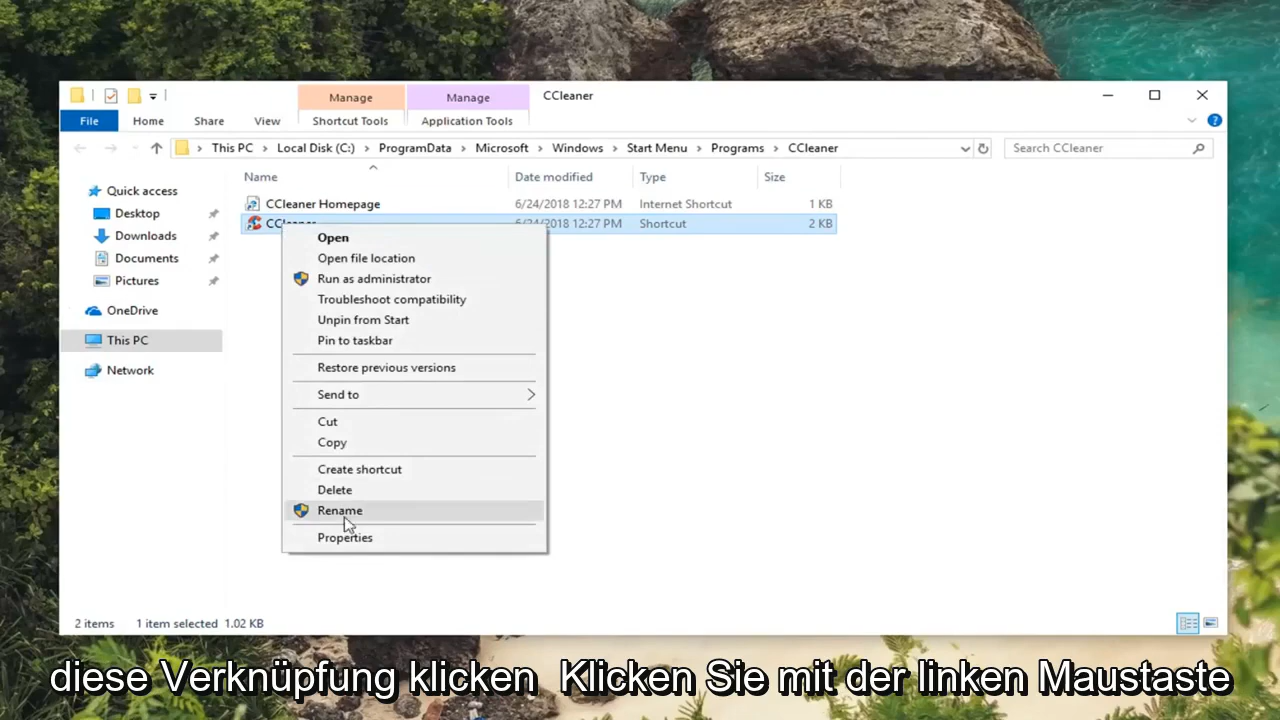 Manage
Manage
CCleaner
File
Home
Share
View
Shortcut Tools
Application Tools
This PC
Local Disk (C:)
ProgramData
Microsoft
Windows
Start Menu
Programs
CCleaner
Search CCleaner
Name
Date modified
Type
Size
Quick access
Desktop
Downloads
Documents
Pictures
OneDrive
This PC
Network
CCleaner Homepage
6/24/2018 12:27 PM
Internet Shortcut
1 KB
CCleaner
6/24/2018 12:27 PM
Shortcut
2 KB
Open
Open file location
Run as administrator
Troubleshoot compatibility
Unpin from Start
Pin to taskbar
Restore previous versions
Send to
Cut
Copy
Create shortcut
Delete
Rename
Properties
2 items
1 item selected 1.02 KB
diese Verknüpfung klicken Klicken Sie mit der linken Maustaste